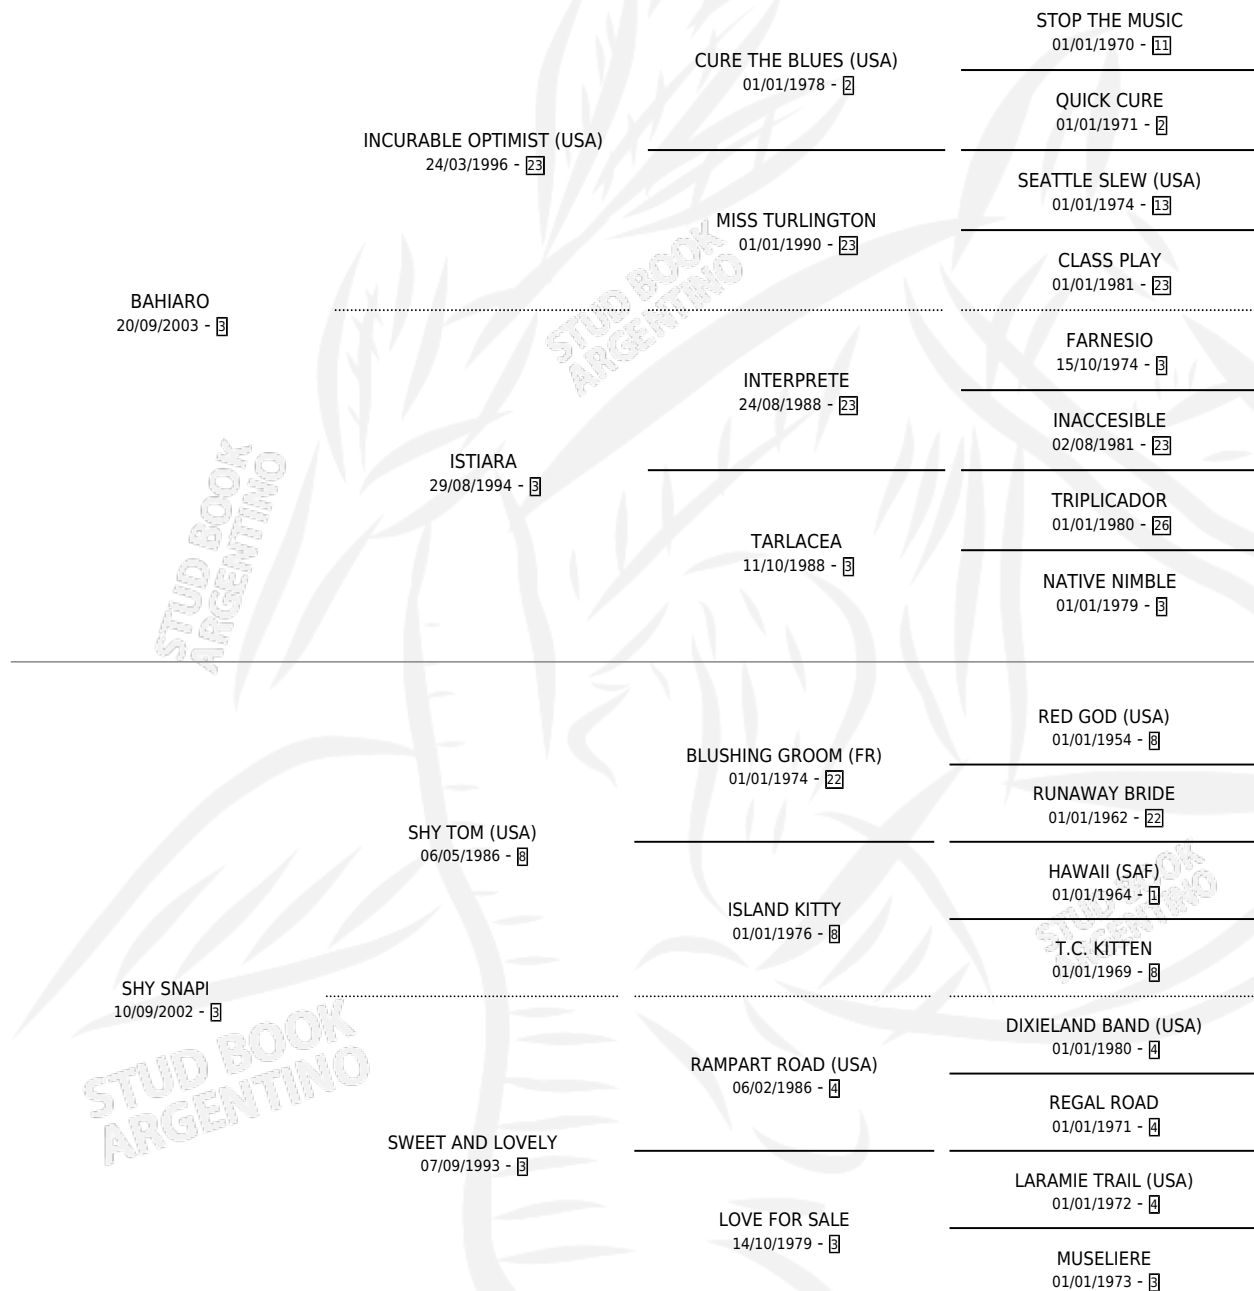 STOP THE MUSIC
01/01/1970 - 11
CURE THE BLUES (USA)
01/01/1978 - 2
QUICK CURE
01/01/1971 - 2
INCURABLE OPTIMIST (USA)
24/03/1996 - 23
SEATTLE SLEW (USA)
01/01/1974 - 13
MISS TURLINGTON
01/01/1990 - 23
CLASS PLAY
01/01/1981 - 23
BAHIARO
20/09/2003 - 3
FARNESIO
15/10/1974 - 3
INTERPRETE
24/08/1988 - 23
INACCESIBLE
02/08/1981 - 23
ISTIARA
29/08/1994 - 3
TRIPLICADOR
01/01/1980 - 26
TARLACEA
11/10/1988 - 3
NATIVE NIMBLE
01/01/1979 - 3
RED GOD (USA)
01/01/1954 - 8
BLUSHING GROOM (FR)
01/01/1974 - 22
RUNAWAY BRIDE
01/01/1962 - 22
SHY TOM (USA)
06/05/1986 - 8
HAWAII (SAF)
01/01/1964 - 1
ISLAND KITTY
01/01/1976 - 8
T.C. KITTEN
01/01/1969 - 8
SHY SNAPI
10/09/2002 - 3
DIXIELAND BAND (USA)
01/01/1980 - 4
RAMPART ROAD (USA)
06/02/1986 - 4
REGAL ROAD
01/01/1971 - 4
SWEET AND LOVELY
07/09/1993 - 3
LARAMIE TRAIL (USA)
01/01/1972 - 4
LOVE FOR SALE
14/10/1979 - 3
MUSELIERE
01/01/1973 - 3
STUD BOOK
ARGENTINO
STUD BOOK
ARGENTINO
STUD BOOK
ARGENTINO
STUD BOOK
ARGENTINO